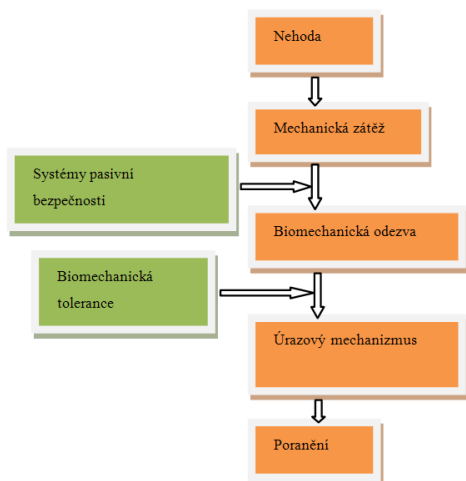 Nehoda
Mechanická zátěž
Systémy pasivní
bezpečnosti
Biomechanická odezva
Biomechanická
tolerance
Úrazový mechanizmus
Poranění